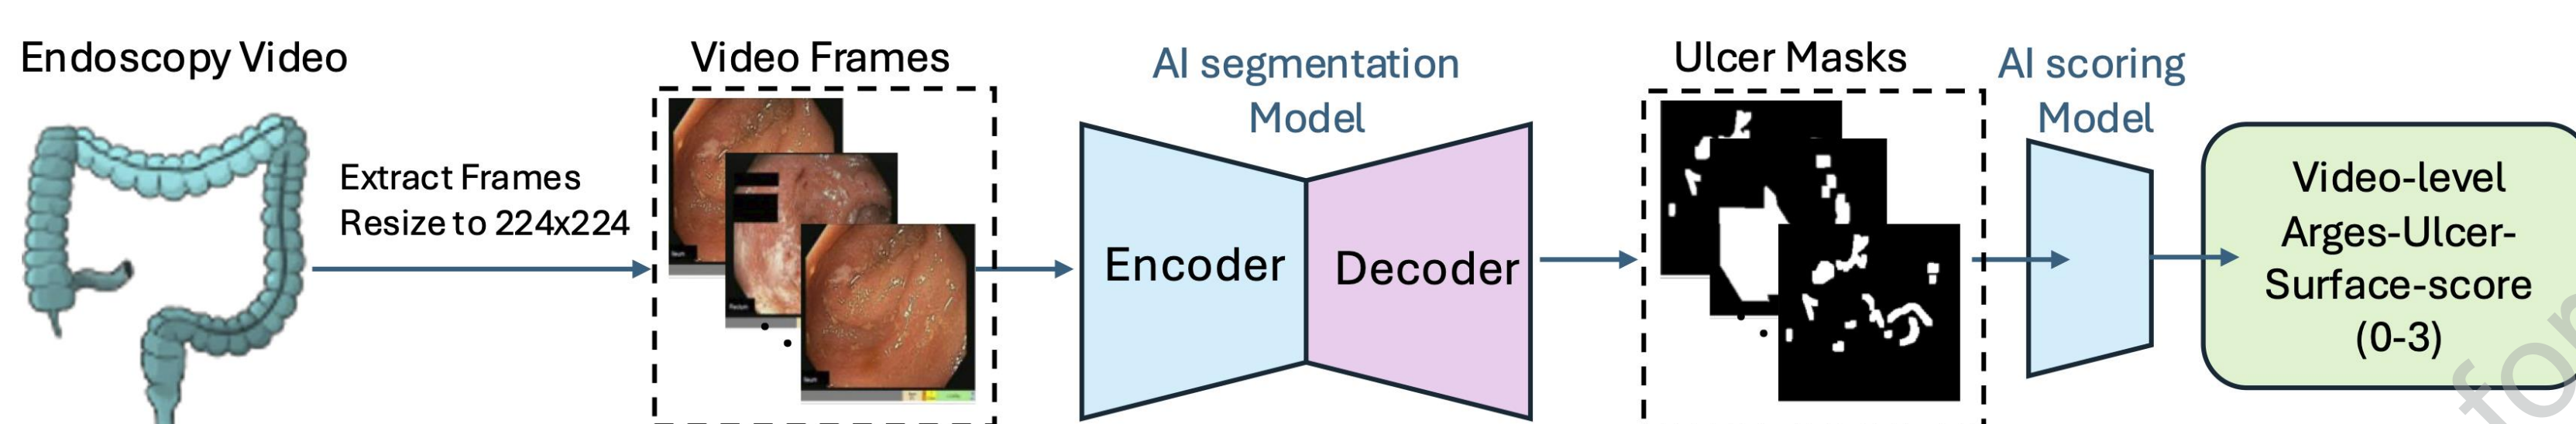 Endoscopy Video
Extract Frames
Resize to 224x224
Video Frames
AI segmentation
Model
Encoder
Decoder
Ulcer Masks
AI scoring
Model
Video-level
Arges-Ulcer-
Surface-score
(0-3)
for